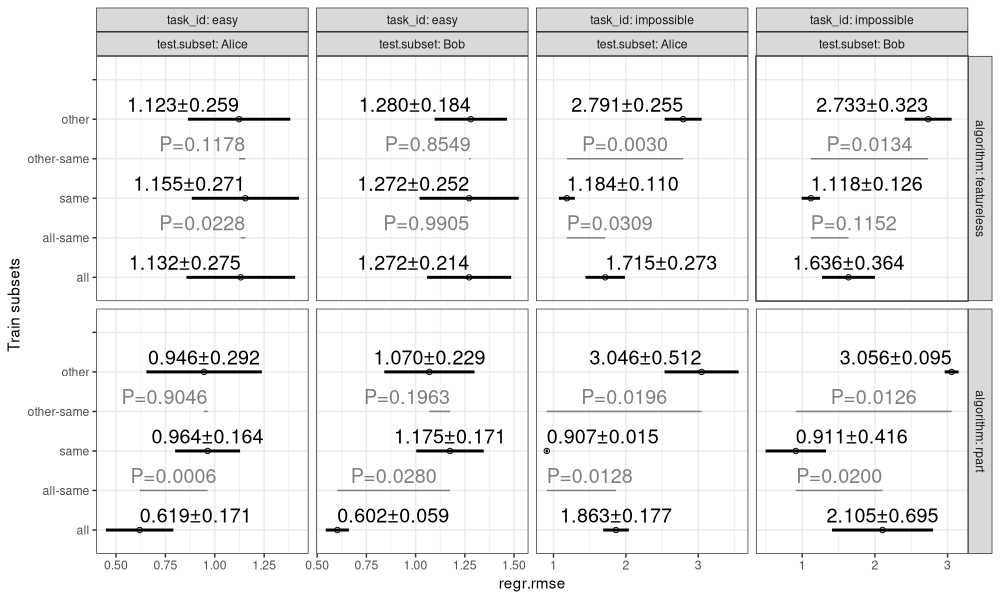 task_id: easy task_id: easy task_id: impossible task_id: impossible
test.subset: Alice test.subset: Bob test.subset: Alice test.subset: Bob
Train subsets
other 1.123±0.259 1.280±0.184 2.791±0.255 2.733±0.323
other-same P=0.1178 P=0.8549 P=0.0030 P=0.0134
same 1.155±0.271 1.272±0.252 1.184±0.110 1.118±0.126
all-same P=0.0228 P=0.9905 P=0.0309 P=0.1152
all 1.132±0.275 1.272±0.214 1.715±0.273 1.636±0.364
algorithm: featureless
other 0.946±0.292 1.070±0.229 3.046±0.512 3.056±0.095
other-same P=0.9046 P=0.1963 P=0.0196 P=0.0126
same 0.964±0.164 1.175±0.171 0.907±0.015 0.911±0.416
all-same P=0.0006 P=0.0280 P=0.0128 P=0.0200
all 0.619±0.171 0.602±0.059 1.863±0.177 2.105±0.695
algorithm: rpart
0.50 0.75 1.00 1.25 0.50 0.75 1.00 1.25 1.50 1 2 3 1 2 3
regr.rmse